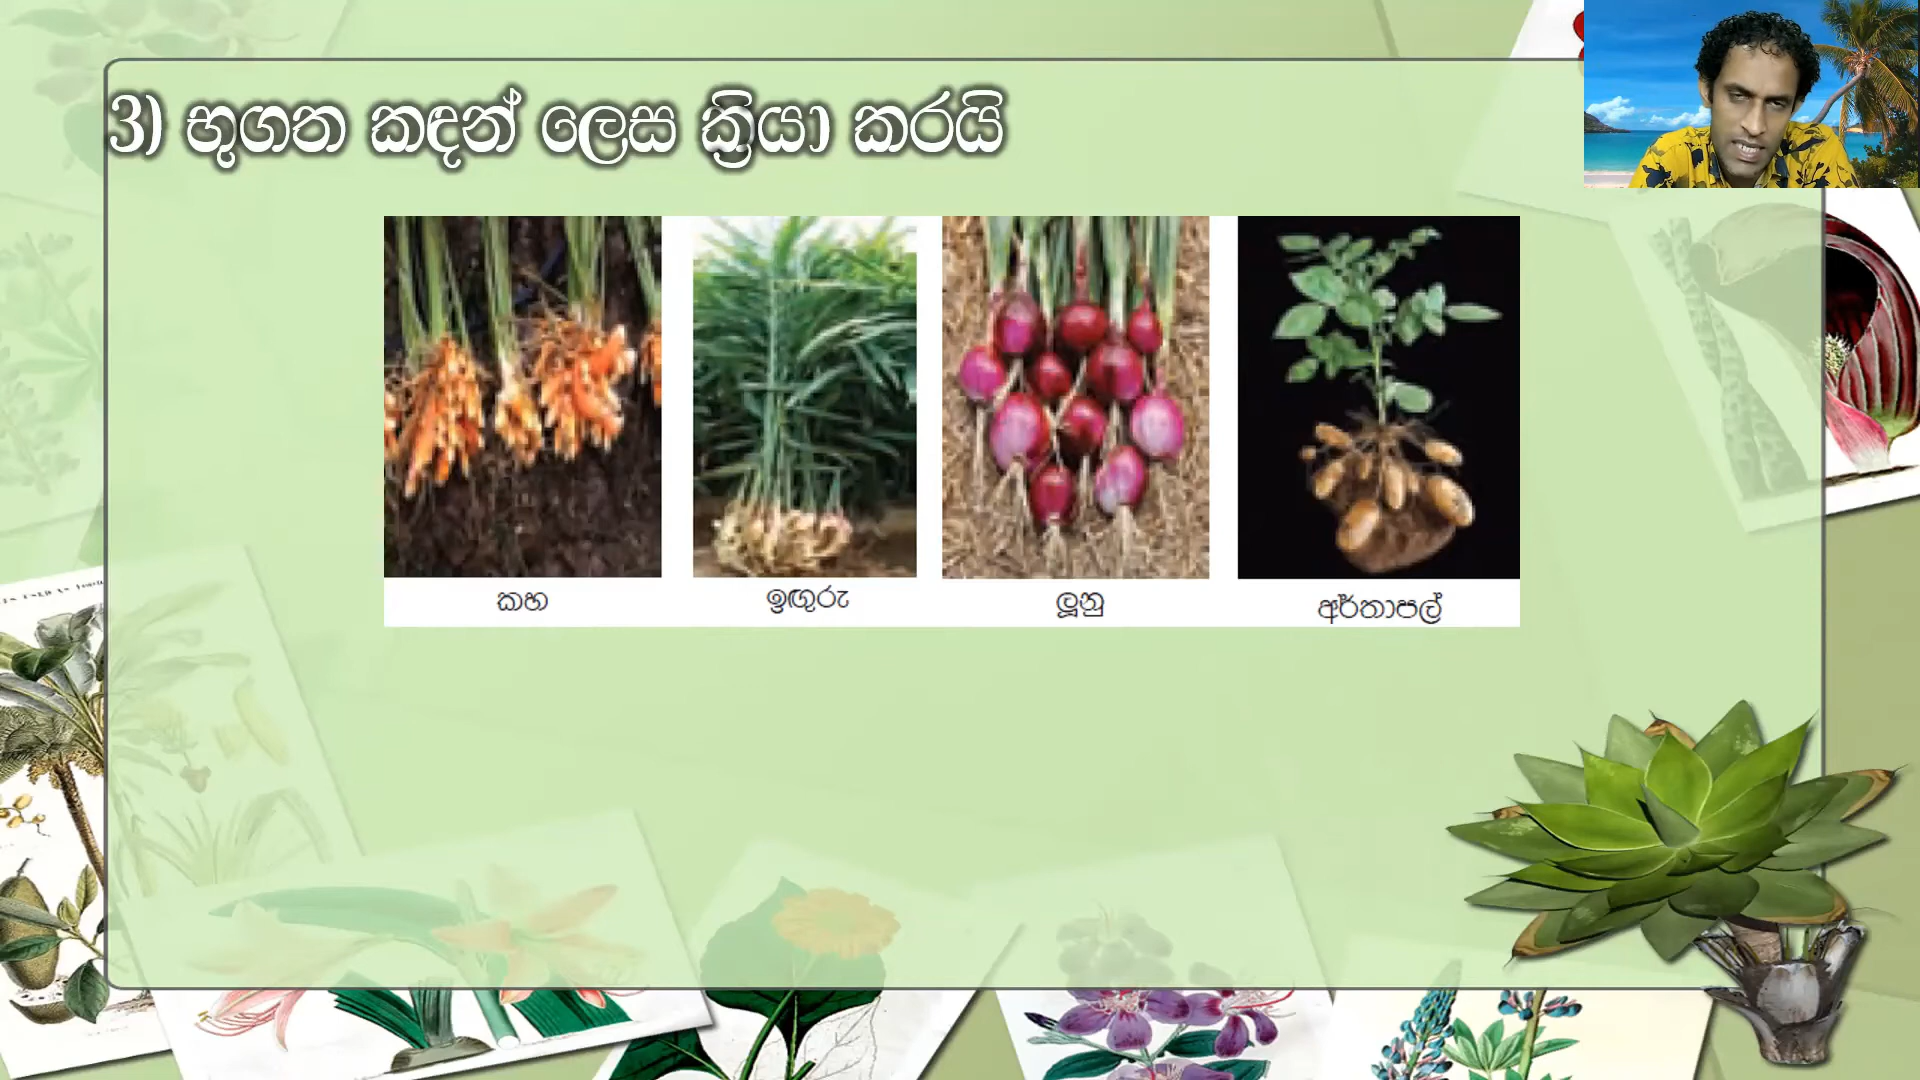 3) භූගත කඳන් ලෙස ක්‍රියා කරයි
කහ
ඉඟුරු
ලූනු
අර්තාපල්